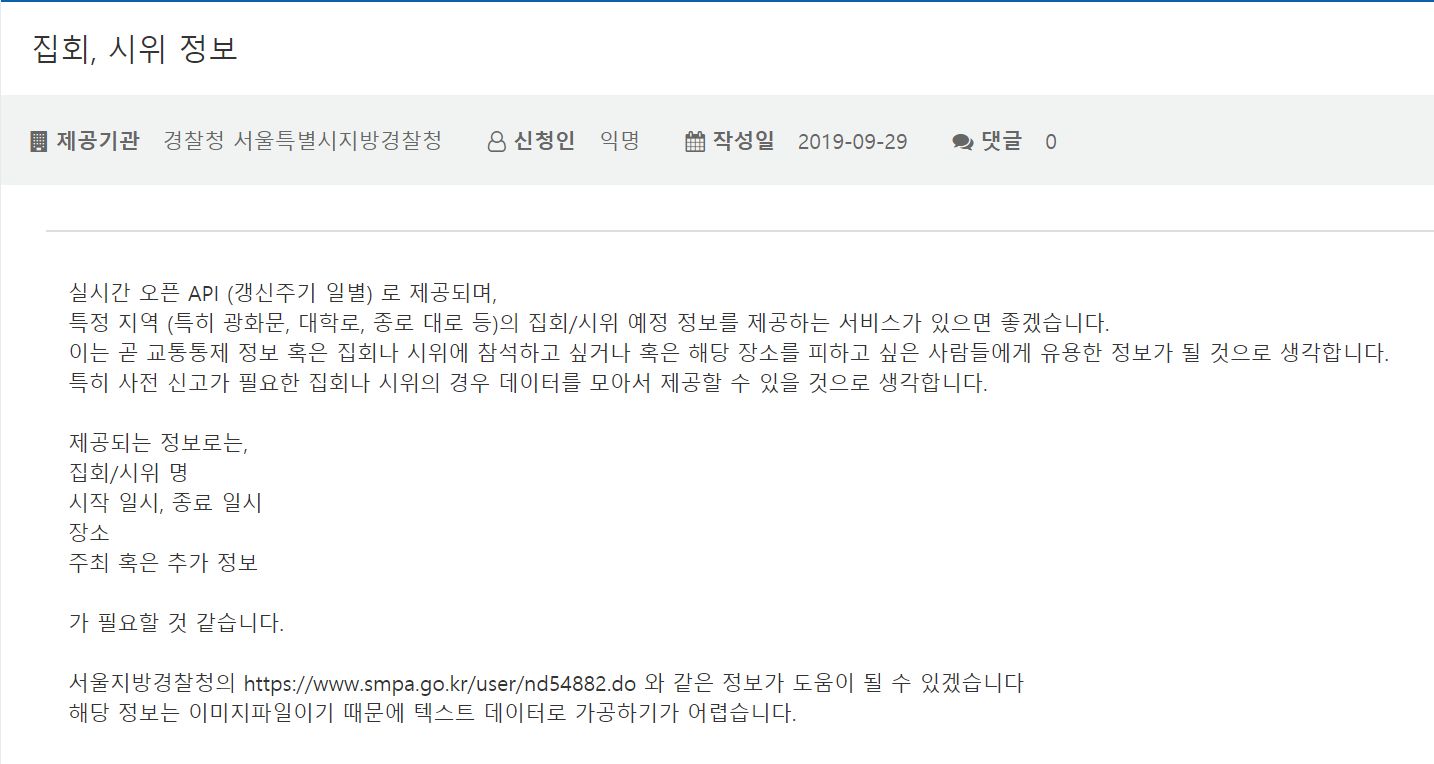 집회, 시위 정보
제공기관 경찰청 서울특별시지방경찰청 신청인 익명 작성일 2019-09-29 댓글 0
실시간 오픈 API (갱신주기 일별) 로 제공되며,
특정 지역 (특히 광화문, 대학로, 종로 대로 등)의 집회/시위 예정 정보를 제공하는 서비스가 있으면 좋겠습니다.
이는 곧 교통통제 정보 혹은 집회나 시위에 참석하고 싶거나 혹은 해당 장소를 피하고 싶은 사람들에게 유용한 정보가 될 것으로 생각합니다.
특히 사전 신고가 필요한 집회나 시위의 경우 데이터를 모아서 제공할 수 있을 것으로 생각합니다.
제공되는 정보로는,
집회/시위 명
시작 일시, 종료 일시
장소
주최 혹은 추가 정보
가 필요할 것 같습니다.
서울지방경찰청의 https://www.smpa.go.kr/user/nd54882.do 와 같은 정보가 도움이 될 수 있겠습니다
해당 정보는 이미지파일이기 때문에 텍스트 데이터로 가공하기가 어렵습니다.